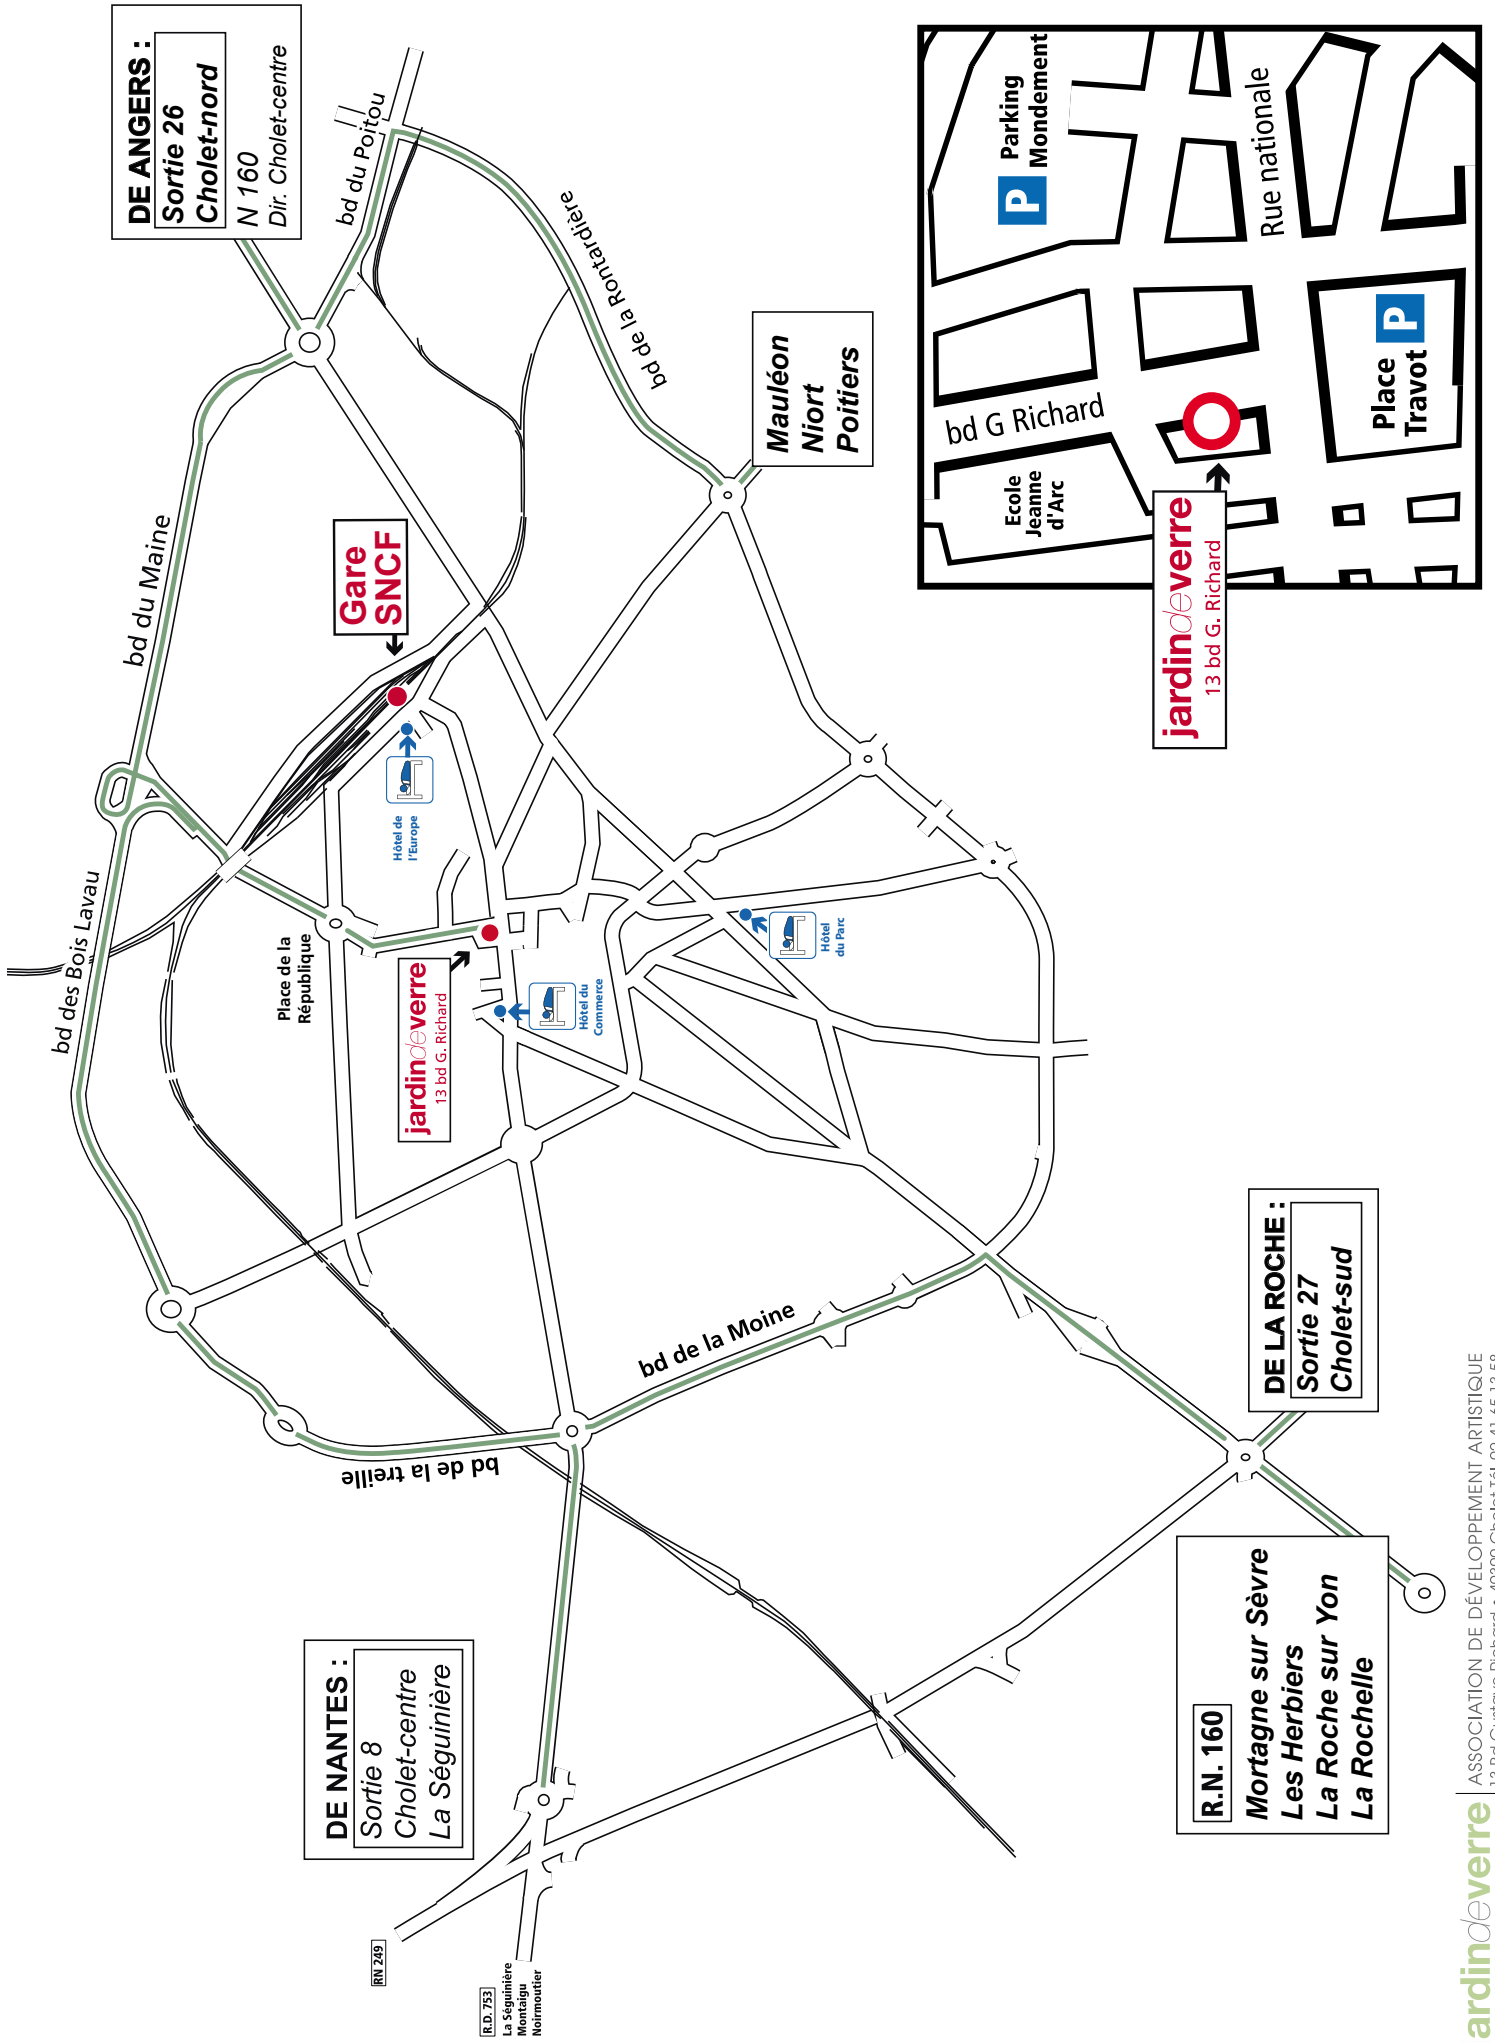 DE ANGERS :
Sortie 26
Cholet-nord
N 160
Dir. Cholet-centre
bd du Poitou
bd de la Rontardière
bd du Maine
bd des Bois Lavau
Gare
SNCF
Mauléon
Niort
Poitiers
Hôtel de
l'Europe
Place de la
République
jardindeverre
13 bd G. Richard
Hôtel du
Commerce
Hôtel
du Parc
bd de la treille
bd de la Moine
DE NANTES :
Sortie 8
Cholet-centre
La Séguinière
RN 249
R.D. 753
La Séguinière
Montaigu
Noirmoutier
DE LA ROCHE :
Sortie 27
Cholet-sud
R.N. 160
Mortagne sur Sèvre
Les Herbiers
La Roche sur Yon
La Rochelle
P
Parking
Mondement
Rue nationale
bd G Richard
Ecole
Jeanne
d'Arc
Place
Travot
P
jardindeverre
13 bd G. Richard
ardindeverre
ASSOCIATION DE DÉVELOPPEMENT ARTISTIQUE